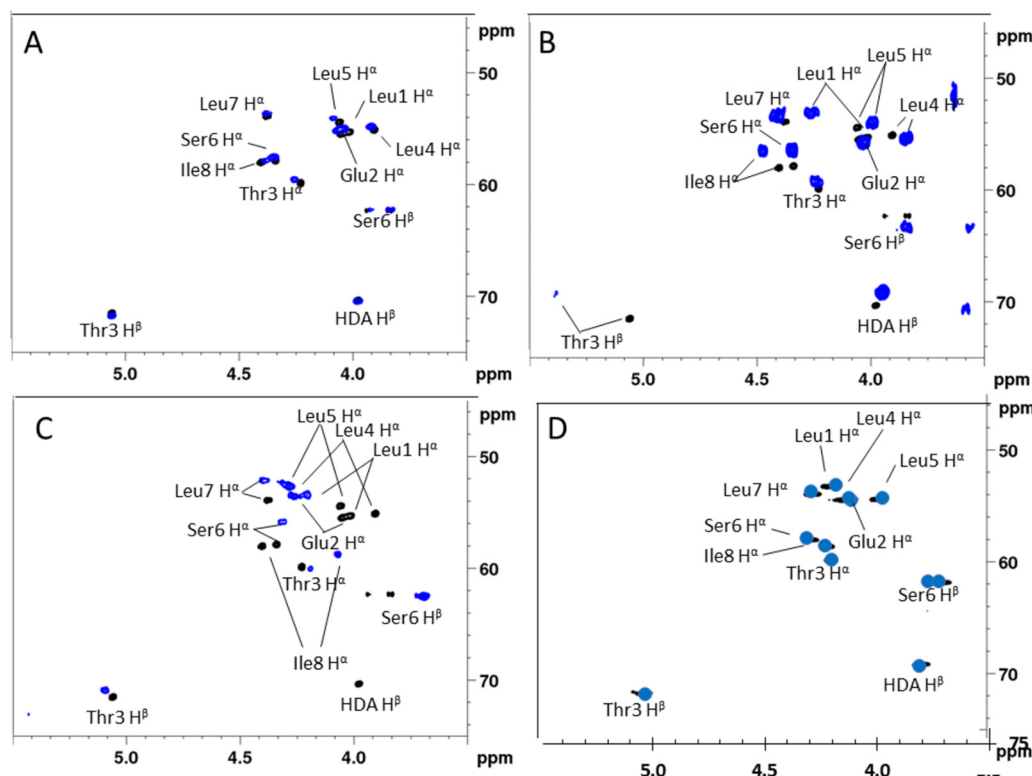 A
ppm
50
60
70
Leu5 Hα
Leu1 Hα
Leu7 Hα
Leu4 Hα
Ser6 Hα
Glu2 Hα
Ile8 Hα
Thr3 Hα
Ser6 Hβ
HDA Hβ
Thr3 Hβ
5.0
4.5
4.0
ppm
B
ppm
50
60
70
Leu5 Hα
Leu1 Hα
Leu7 Hα
Leu4 Hα
Ser6 Hα
Ile8 Hα
Glu2 Hα
Thr3 Hα
Ser6 Hβ
HDA Hβ
Thr3 Hβ
5.0
4.5
4.0
ppm
C
ppm
50
60
70
Leu5 Hα
Leu4 Hα
Leu1 Hα
Leu7 Hα
Ser6 Hα
Glu2 Hα
Thr3 Hα
Ser6 Hβ
Ile8 Hα
HDA Hβ
Thr3 Hβ
5.0
4.5
4.0
ppm
D
ppm
50
60
70
75
Leu4 Hα
Leu1 Hα
Leu5 Hα
Leu7 Hα
Ser6 Hα
Glu2 Hα
Ile8 Hα
Thr3 Hα
Ser6 Hβ
HDA Hβ
Thr3 Hβ
5.0
4.5
4.0
ppm